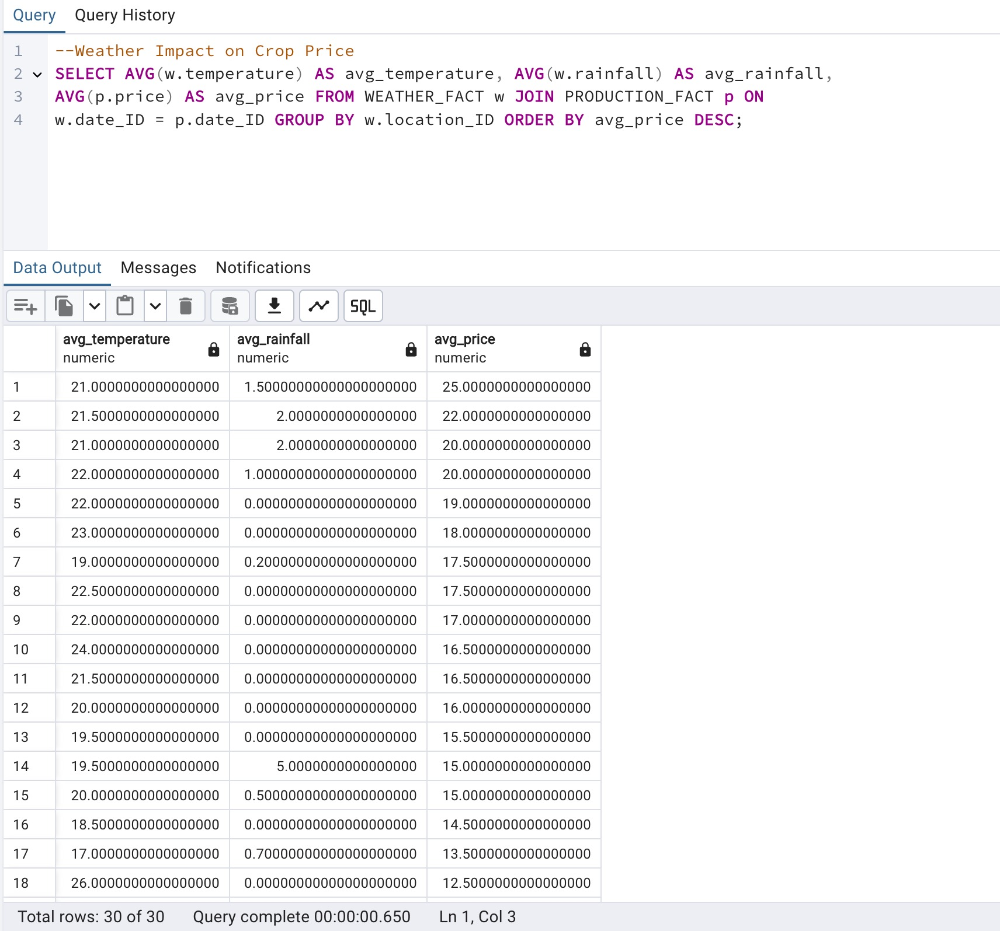 Query Query History
1 --Weather Impact on Crop Price
2 SELECT AVG(w.temperature) AS avg_temperature, AVG(w.rainfall) AS avg_rainfall,
3 AVG(p.price) AS avg_price FROM WEATHER_FACT w JOIN PRODUCTION_FACT p ON
4 w.date_ID = p.date_ID GROUP BY w.location_ID ORDER BY avg_price DESC;
Data Output Messages Notifications
SQL
avg_temperature avg_rainfall avg_price
numeric numeric numeric
1 21.0000000000000000 1.50000000000000000000 25.0000000000000000
2 21.5000000000000000 2.0000000000000000 22.0000000000000000
3 21.0000000000000000 2.0000000000000000 20.0000000000000000
4 22.0000000000000000 1.00000000000000000000 20.0000000000000000
5 22.0000000000000000 0.00000000000000000000 19.0000000000000000
6 23.0000000000000000 0.00000000000000000000 18.0000000000000000
7 19.0000000000000000 0.20000000000000000000 17.5000000000000000
8 22.5000000000000000 0.00000000000000000000 17.5000000000000000
9 22.0000000000000000 0.00000000000000000000 17.0000000000000000
10 24.0000000000000000 0.00000000000000000000 16.5000000000000000
11 21.5000000000000000 0.00000000000000000000 16.5000000000000000
12 20.0000000000000000 0.00000000000000000000 16.0000000000000000
13 19.5000000000000000 0.00000000000000000000 15.5000000000000000
14 19.5000000000000000 5.0000000000000000 15.0000000000000000
15 20.0000000000000000 0.50000000000000000000 15.0000000000000000
16 18.5000000000000000 0.00000000000000000000 14.5000000000000000
17 17.0000000000000000 0.70000000000000000000 13.5000000000000000
18 26.0000000000000000 0.00000000000000000000 12.5000000000000000
Total rows: 30 of 30 Query complete 00:00:00.650 Ln 1, Col 3